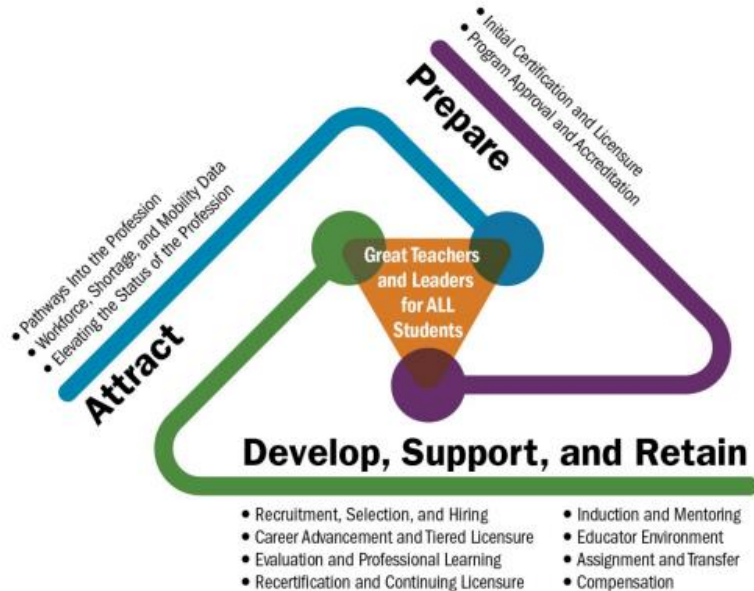 Prepare
• Initial Certification and Licensure
• Program Approval and Accreditation
Attract
• Pathways Into the Profession
• Workforce, Shortage, and Mobility Data
• Elevating the Status of the Profession
Great Teachers
and Leaders
for ALL
Students
Develop, Support, and Retain
• Recruitment, Selection, and Hiring
• Career Advancement and Tiered Licensure
• Evaluation and Professional Learning
• Recertification and Continuing Licensure
• Induction and Mentoring
• Educator Environment
• Assignment and Transfer
• Compensation